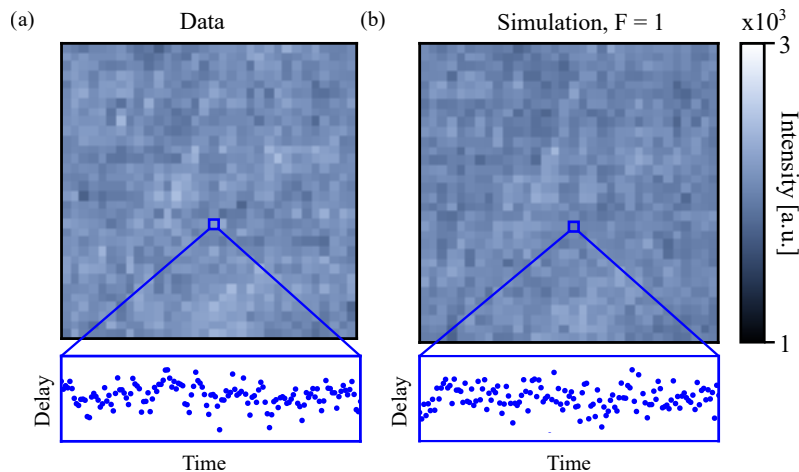 (a)
Data
(b)
Simulation, F = 1
x10³
3
Intensity [a.u.]
1
Delay
Time
Delay
Time